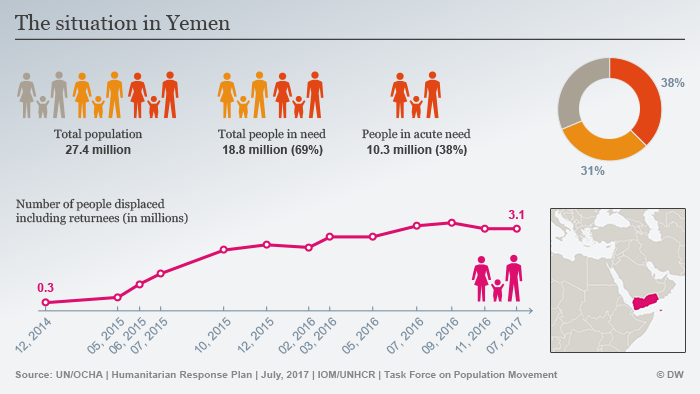 The situation in Yemen
Total population
27.4 million
Total people in need
18.8 million (69%)
People in acute need
10.3 million (38%)
38%
31%
Number of people displaced
including returnees (in millions)
0.3
3.1
12, 2014
05, 2015
06, 2015
07, 2015
10, 2015
12, 2015
02, 2016
03, 2016
05, 2016
07, 2016
09, 2016
11, 2016
07, 2017
Source: UN/OCHA | Humanitarian Response Plan | July, 2017 | IOM/UNHCR | Task Force on Population Movement
© DW